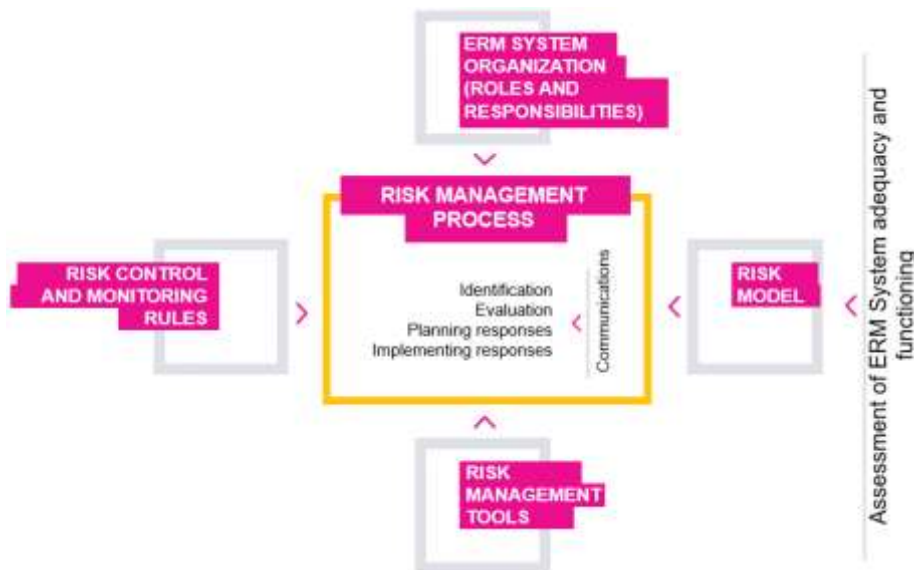 ERM SYSTEM
ORGANIZATION
(ROLES AND
RESPONSIBILITIES)
RISK MANAGEMENT
PROCESS
RISK CONTROL
AND MONITORING
RULES
Identification
Evaluation
Planning responses
Implementing responses
Communications
RISK
MODEL
Assessment of ERM System adequacy and
functioning
RISK
MANAGEMENT
TOOLS